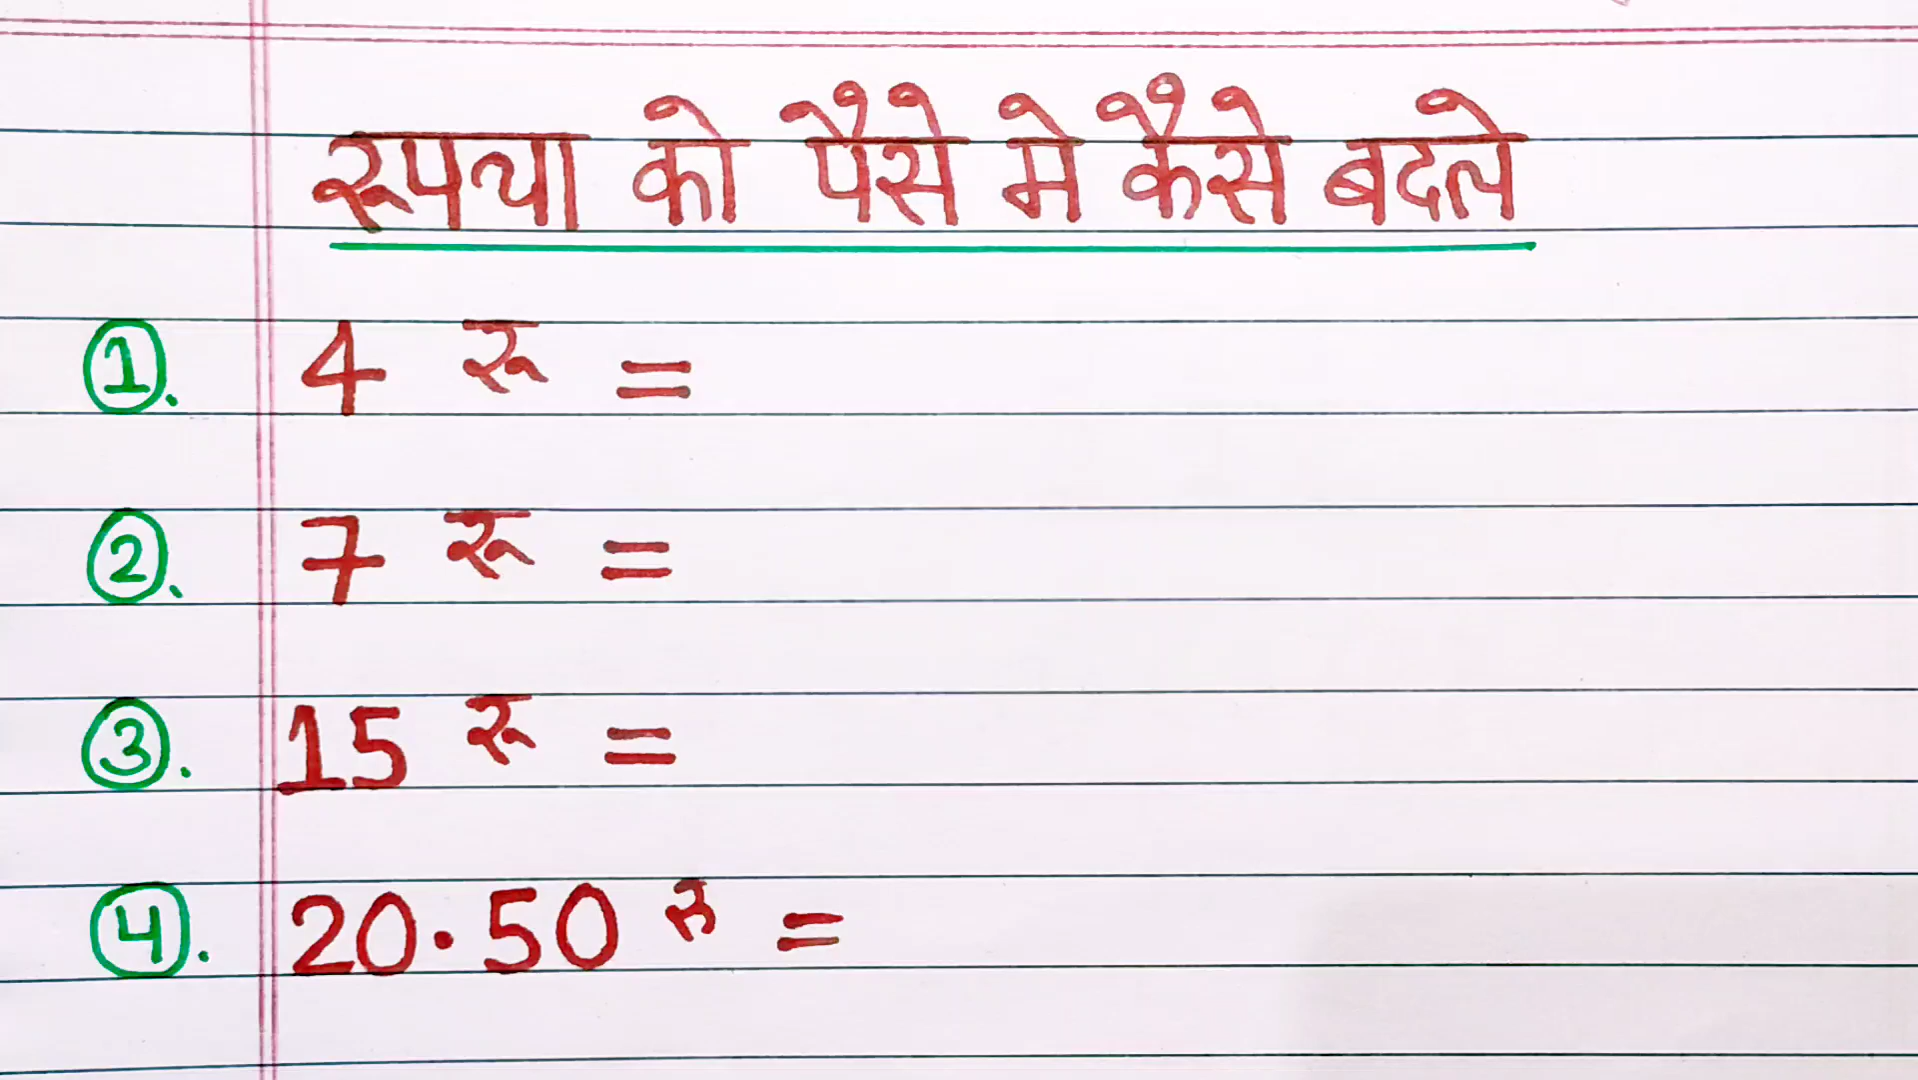 रूपया को पैसे मे कैसे बदले
1. 4 रू =
2. 7 रू =
3. 15 रू =
4. 20.50 रु =